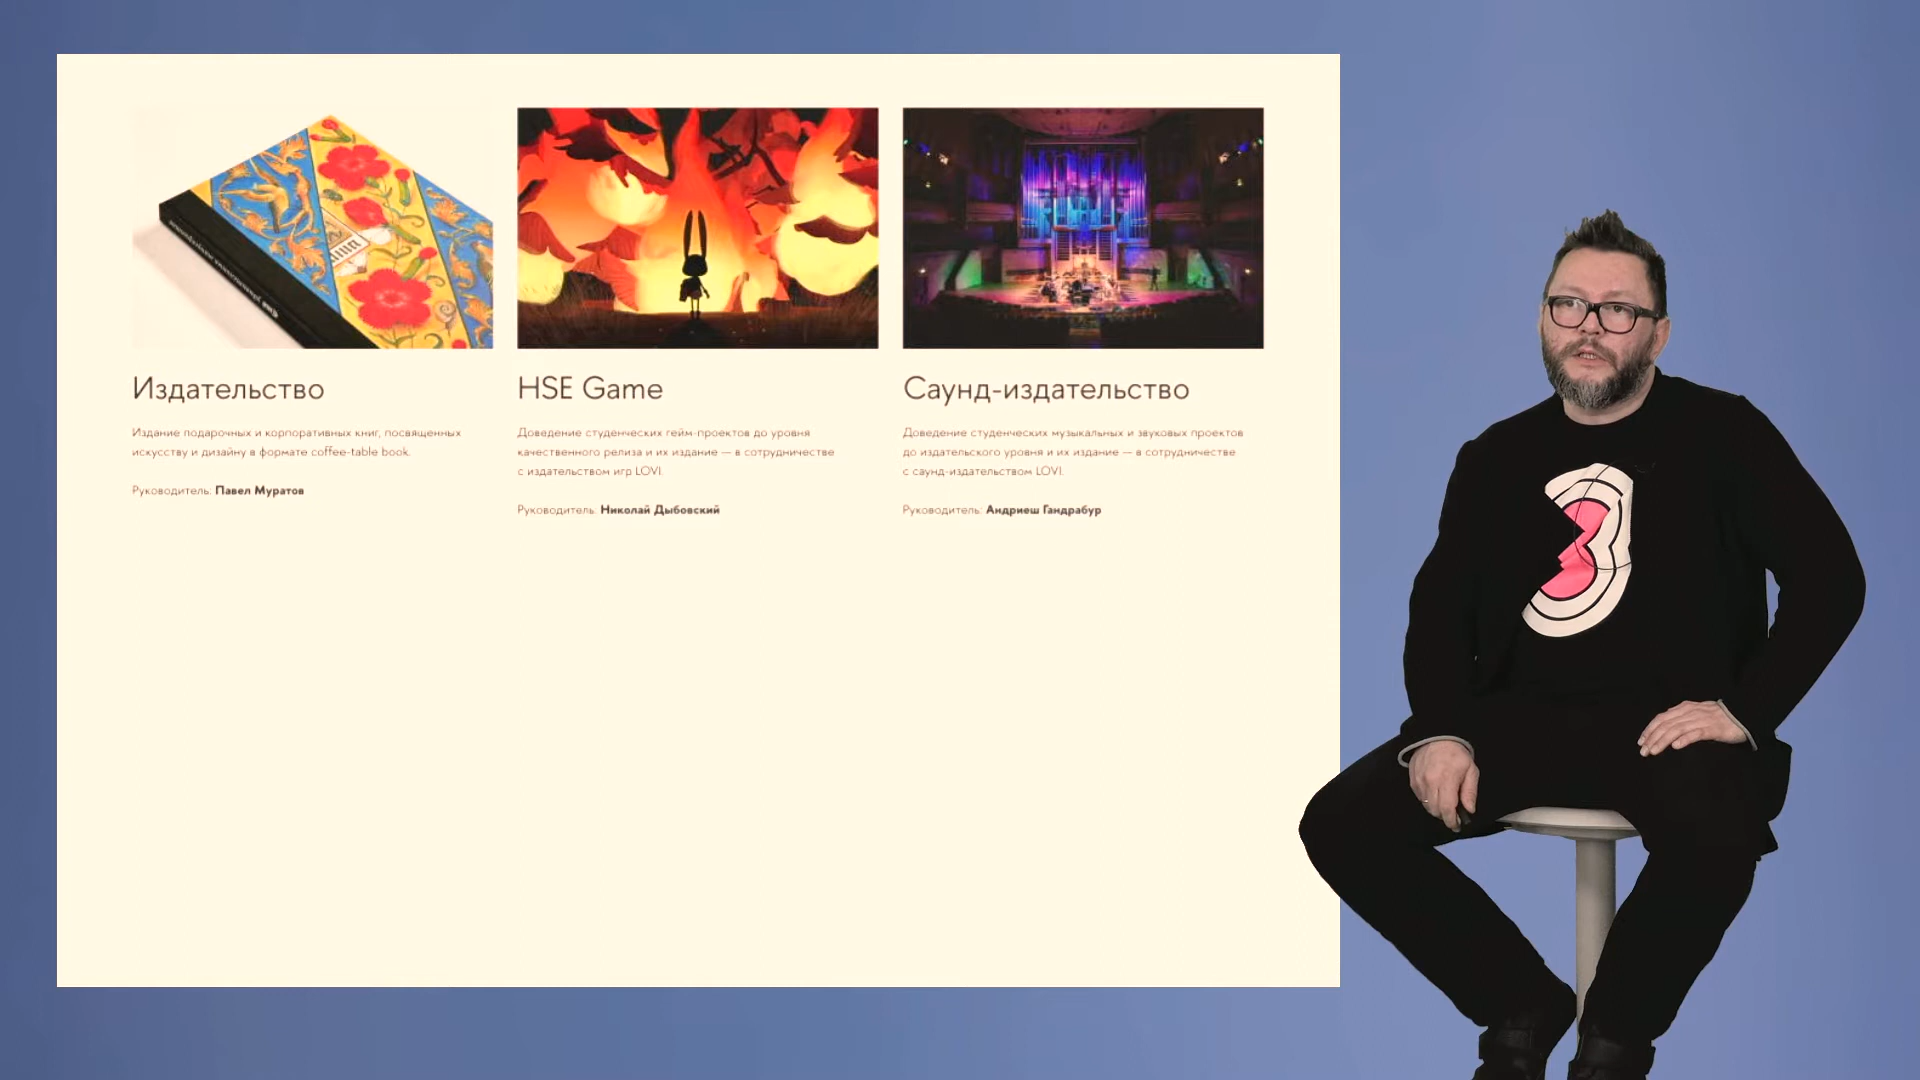 Издательство
Издание подарочных и корпоративных книг, посвященных
искусству и дизайну в формате coffee-table book.
Руководитель: Павел Муратов
HSE Game
Доведение студенческих гейм-проектов до уровня
качественного релиза и их издание — в сотрудничестве
с издательством игр LOVI.
Руководитель: Николай Дыбовский
Саунд-издательство
Доведение студенческих музыкальных и звуковых проектов
до издательского уровня и их издание — в сотрудничестве
с саунд-издательством LOVI.
Руководитель: Андриеш Гандрабур
3